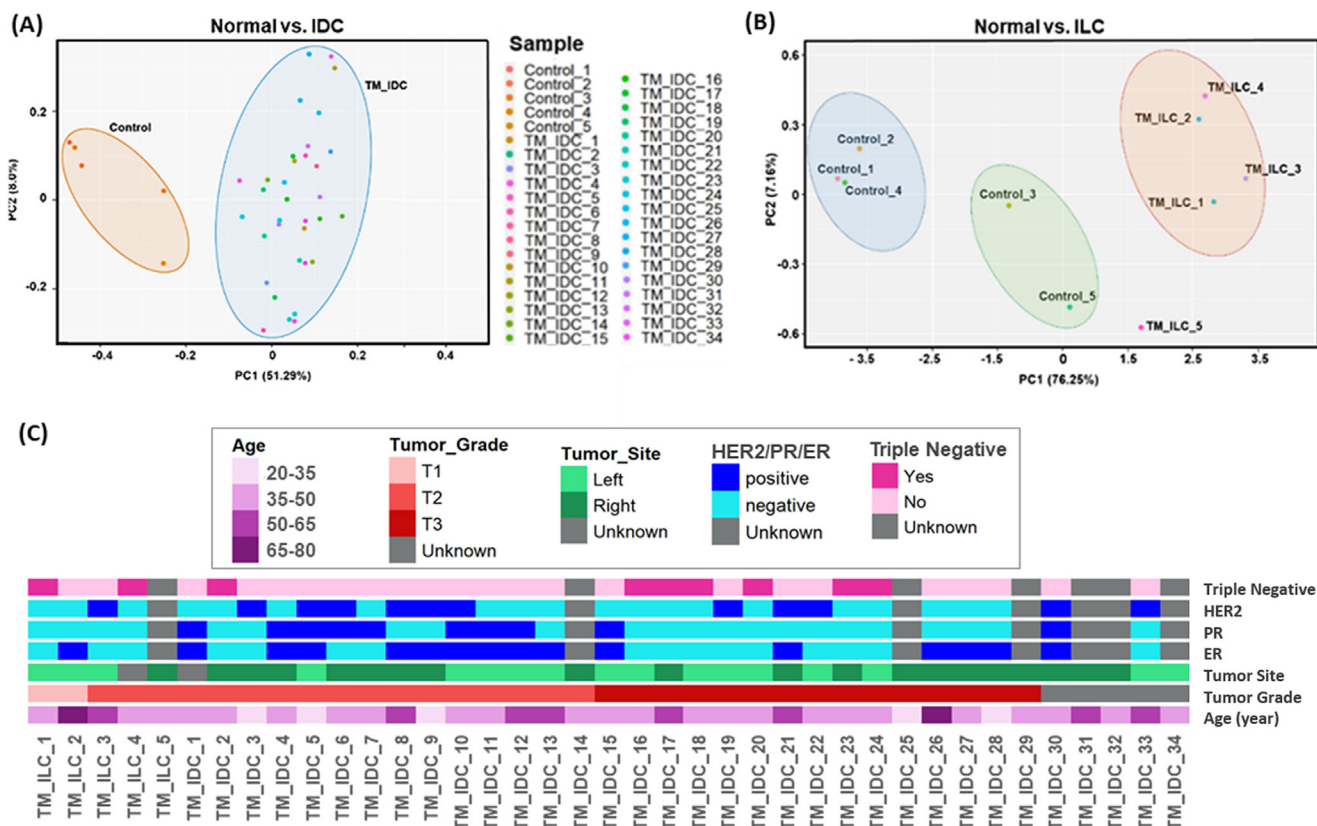 (A)
Normal vs. IDC
0.2
0
-0.2
PC2 (8.0%)
Control
TM_IDC
-0.4
-0.2
0
0.2
0.4
PC1 (51.29%)
Sample
Control_1
Control_2
Control_3
Control_4
Control_5
TM_IDC_1
TM_IDC_2
TM_IDC_3
TM_IDC_4
TM_IDC_5
TM_IDC_6
TM_IDC_7
TM_IDC_8
TM_IDC_9
TM_IDC_10
TM_IDC_11
TM_IDC_12
TM_IDC_13
TM_IDC_14
TM_IDC_15
TM_IDC_16
TM_IDC_17
TM_IDC_18
TM_IDC_19
TM_IDC_20
TM_IDC_21
TM_IDC_22
TM_IDC_23
TM_IDC_24
TM_IDC_25
TM_IDC_26
TM_IDC_27
TM_IDC_28
TM_IDC_29
TM_IDC_30
TM_IDC_31
TM_IDC_32
TM_IDC_33
TM_IDC_34
(B)
Normal vs. ILC
0.6
0.3
0
-0.3
-0.6
PC2 (7.16%)
TM_ILC_4
TM_ILC_2
Control_2
Control_1
Control_4
TM_ILC_3
Control_3
TM_ILC_1
Control_5
TM_ILC_5
-3.5
-2.5
-1.5
0
1.5
2.5
3.5
PC1 (76.25%)
(C)
Age
20-35
35-50
50-65
65-80
Tumor_Grade
T1
T2
T3
Unknown
Tumor_Site
Left
Right
Unknown
HER2/PR/ER
positive
negative
Unknown
Triple Negative
Yes
No
Unknown
Triple Negative
HER2
PR
ER
Tumor Site
Tumor Grade
Age (year)
TM_ILC_1
TM_ILC_2
TM_ILC_3
TM_ILC_4
TM_ILC_5
TM_IDC_1
TM_IDC_2
TM_IDC_3
TM_IDC_4
TM_IDC_5
TM_IDC_6
TM_IDC_7
TM_IDC_8
TM_IDC_9
TM_IDC_10
TM_IDC_11
TM_IDC_12
TM_IDC_13
TM_IDC_14
TM_IDC_15
TM_IDC_16
TM_IDC_17
TM_IDC_18
TM_IDC_19
TM_IDC_20
TM_IDC_21
TM_IDC_22
TM_IDC_23
TM_IDC_24
TM_IDC_25
TM_IDC_26
TM_IDC_27
TM_IDC_28
TM_IDC_29
TM_IDC_30
TM_IDC_31
TM_IDC_32
TM_IDC_33
TM_IDC_34